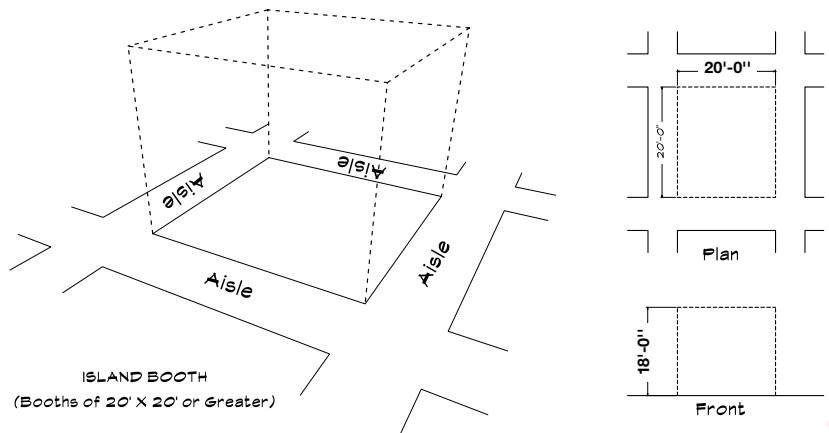 Aisle
Aisle
Aisle
Aisle
ISLAND BOOTH
(Booths of 20' X 20' or Greater)
20'-0"
20'-0"
Plan
18'-0"
Front